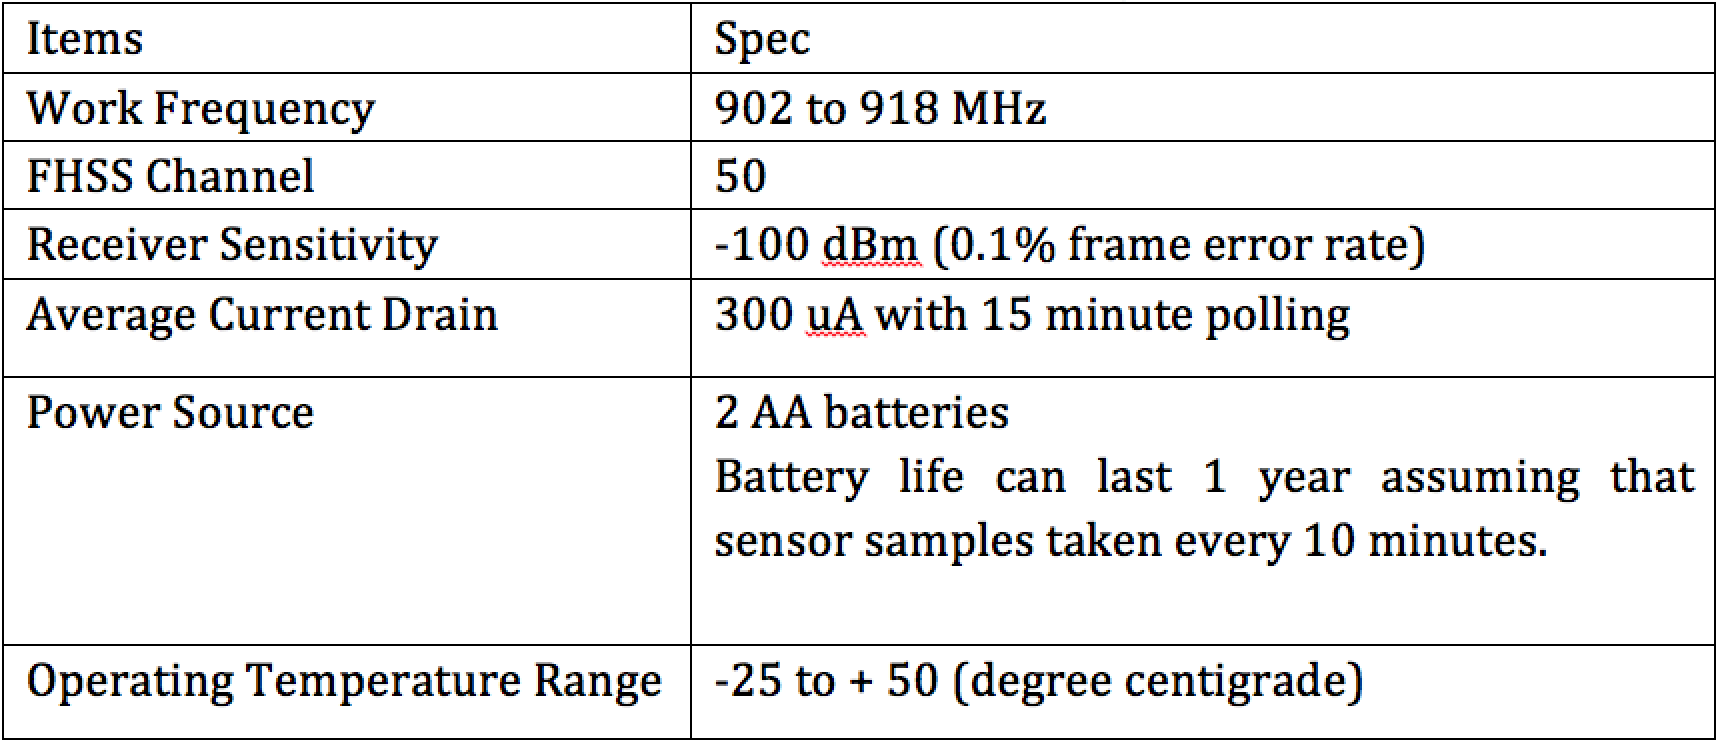 Items Spec
Work Frequency 902 to 918 MHz
FHSS Channel 50
Receiver Sensitivity -100 dBm (0.1% frame error rate)
Average Current Drain 300 uA with 15 minute polling
Power Source 2 AA batteries
Battery life can last 1 year assuming that
sensor samples taken every 10 minutes.
Operating Temperature Range -25 to + 50 (degree centigrade)